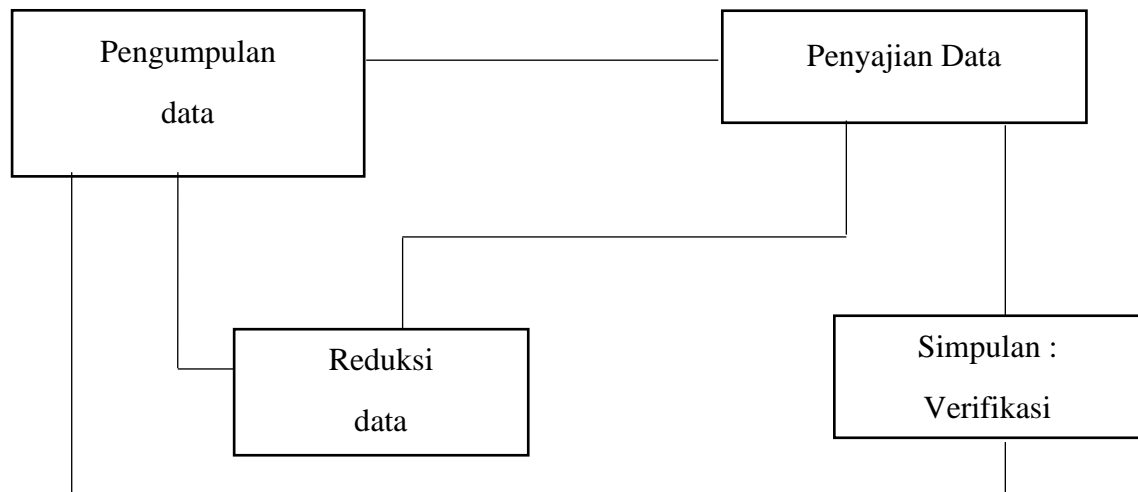 Pengumpulan
data
Penyajian Data
Reduksi
data
Simpulan :
Verifikasi